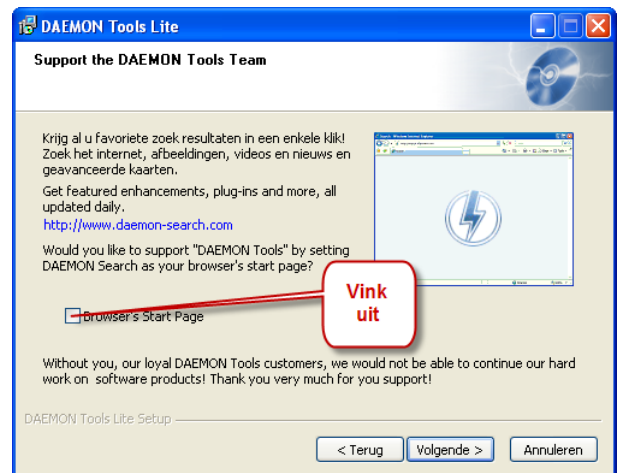 DAEMON Tools Lite
Support the DAEMON Tools Team
Krijg al u favoriete zoek resultaten in een enkele klik!
Zoek het internet, afbeeldingen, videos en nieuws en
geavanceerde kaarten.
Get featured enhancements, plug-ins and more, all
updated daily.
http://www.daemon-search.com
Would you like to support "DAEMON Tools" by setting
DAEMON Search as your browser's start page?
Vink
uit
Browser's Start Page
Without you, our loyal DAEMON Tools customers, we would not be able to continue our hard
work on software products! Thank you very much for you support!
DAEMON Tools Lite Setup
< Terug
Volgende >
Annuleren